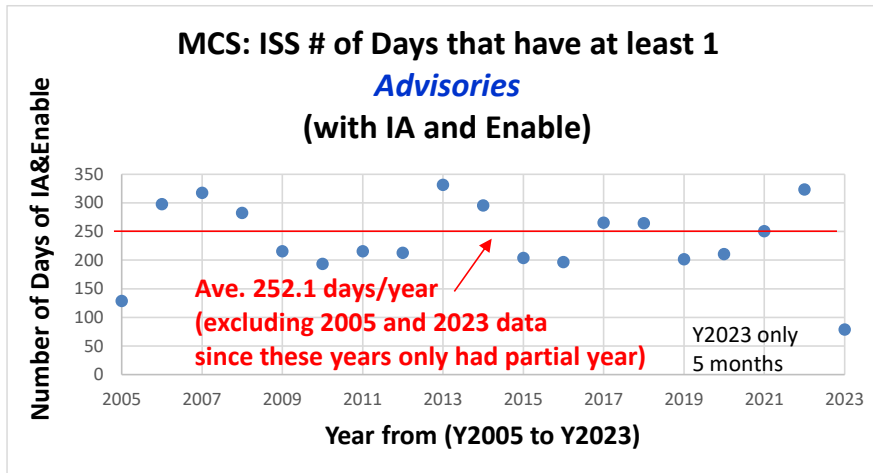 MCS: ISS # of Days that have at least 1
Advisories
(with IA and Enable)
Number of Days of IA&Enable
350
300
250
200
150
100
50
0
Ave. 252.1 days/year
(excluding 2005 and 2023 data
since these years only had partial year)
Y2023 only
5 months
2005 2007 2009 2011 2013 2015 2017 2019 2021 2023
Year from (Y2005 to Y2023)